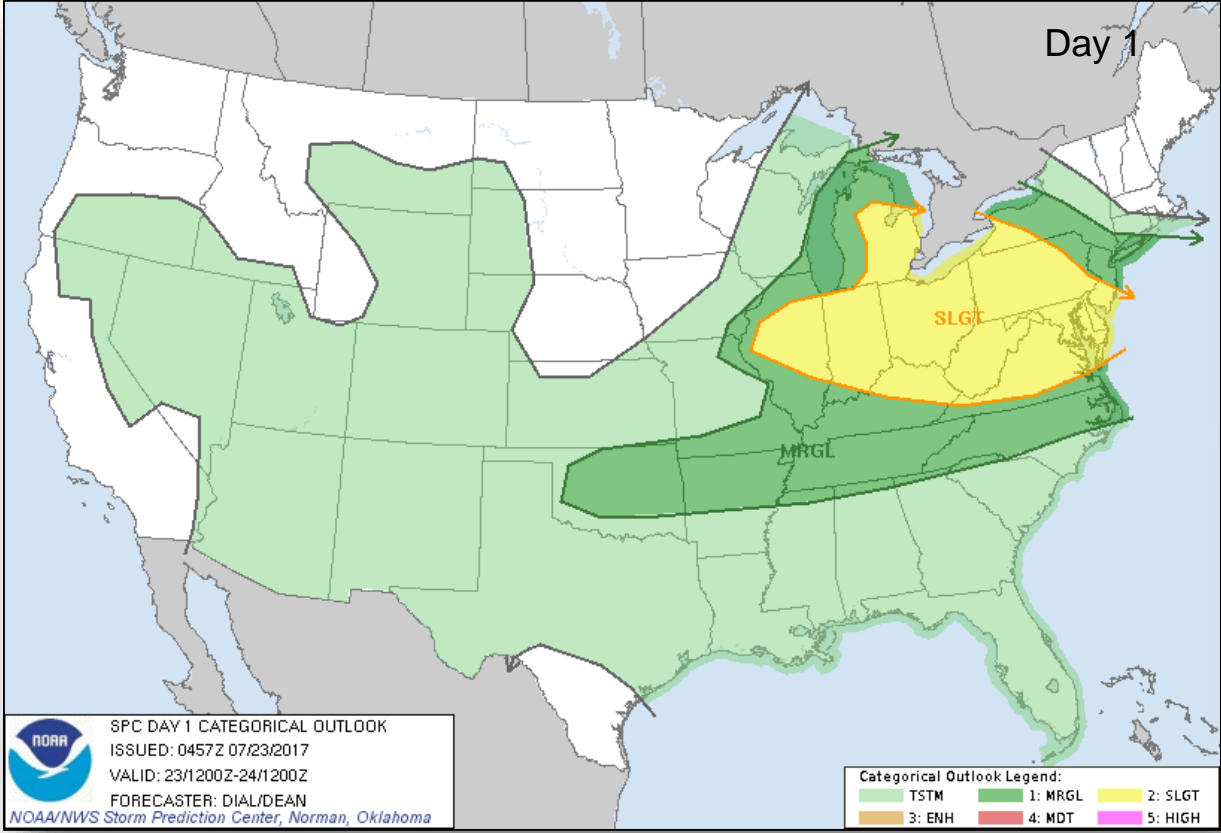 Day 1
SLGT
MRGL
NOAA
SPC DAY 1 CATEGORICAL OUTLOOK
ISSUED: 0457Z 07/23/2017
VALID: 23/1200Z-24/1200Z
FORECASTER: DIAL/DEAN
NOAA/NWS Storm Prediction Center, Norman, Oklahoma
Categorical Outlook Legend:
TSTM 1: MRGL 2: SLGT
3: ENH 4: MDT 5: HIGH